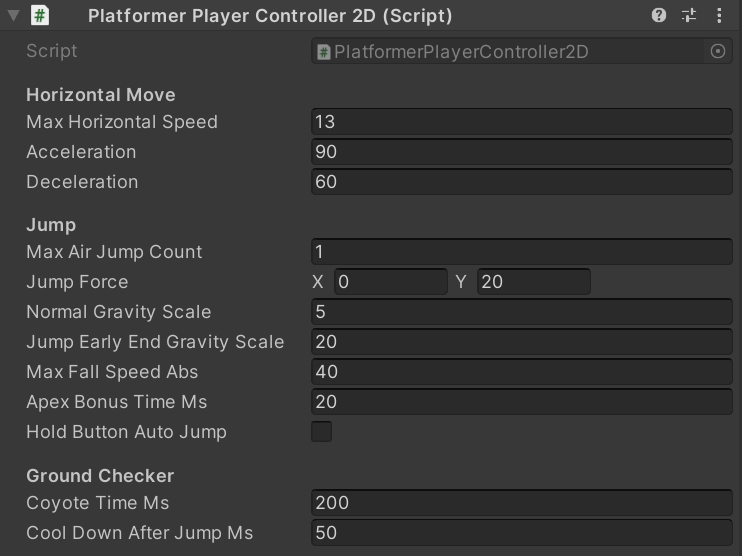 Platformer Player Controller 2D (Script)
Script PlatformerPlayerController2D
Horizontal Move
Max Horizontal Speed 13
Acceleration 90
Deceleration 60
Jump
Max Air Jump Count 1
Jump Force X 0 Y 20
Normal Gravity Scale 5
Jump Early End Gravity Scale 20
Max Fall Speed Abs 40
Apex Bonus Time Ms 20
Hold Button Auto Jump
Ground Checker
Coyote Time Ms 200
Cool Down After Jump Ms 50